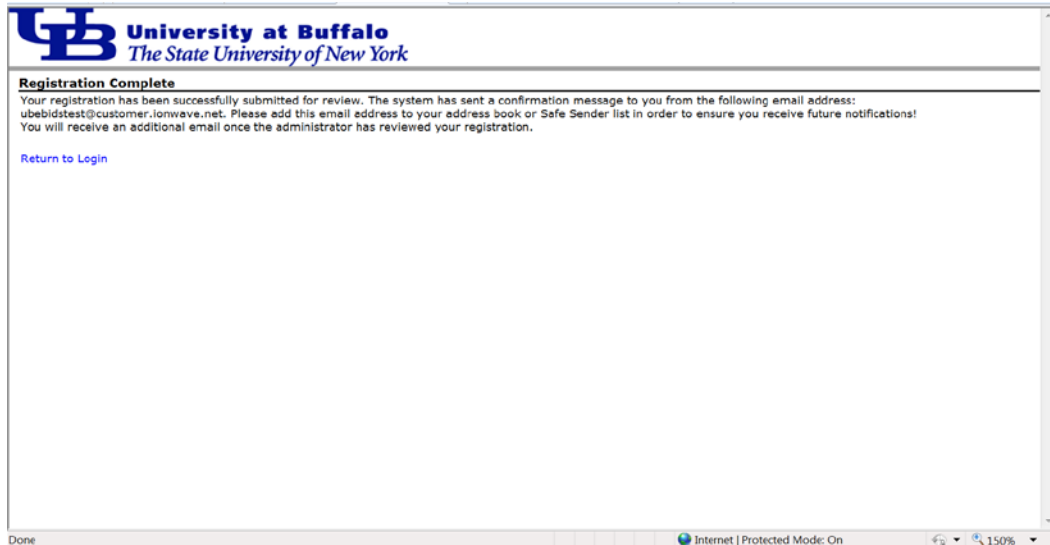 UB
University at Buffalo
The State University of New York
Registration Complete
Your registration has been successfully submitted for review. The system has sent a confirmation message to you from the following email address:
ubebidstest@customer.ionwave.net. Please add this email address to your address book or Safe Sender list in order to ensure you receive future notifications!
You will receive an additional email once the administrator has reviewed your registration.
Return to Login
Done
Internet | Protected Mode: On
150%